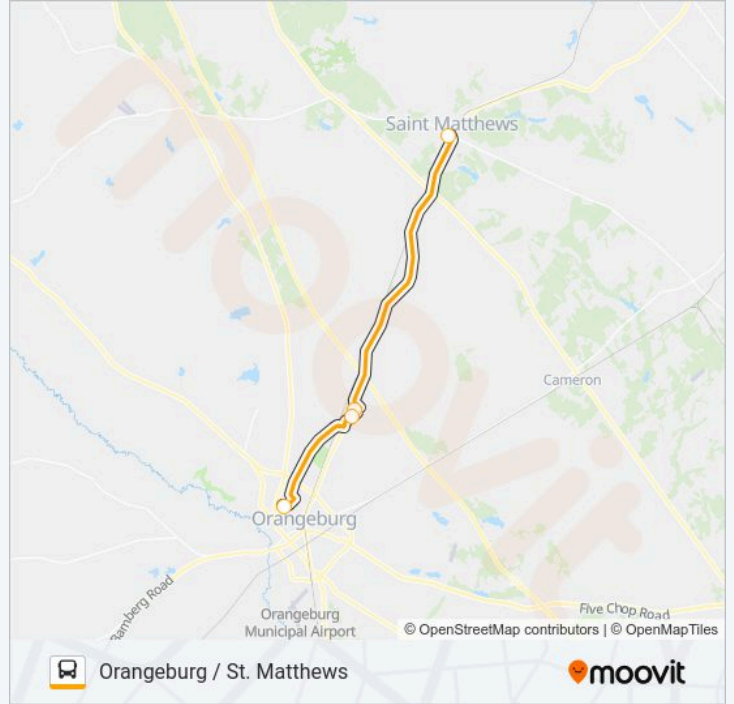 Saint Matthews
moovit
Cameron
Orangeburg
Bamberg Road
Orangeburg
Municipal Airport
Five Chop Road
© OpenStreetMap contributors | © OpenMapTiles
Orangeburg / St. Matthews
moovit